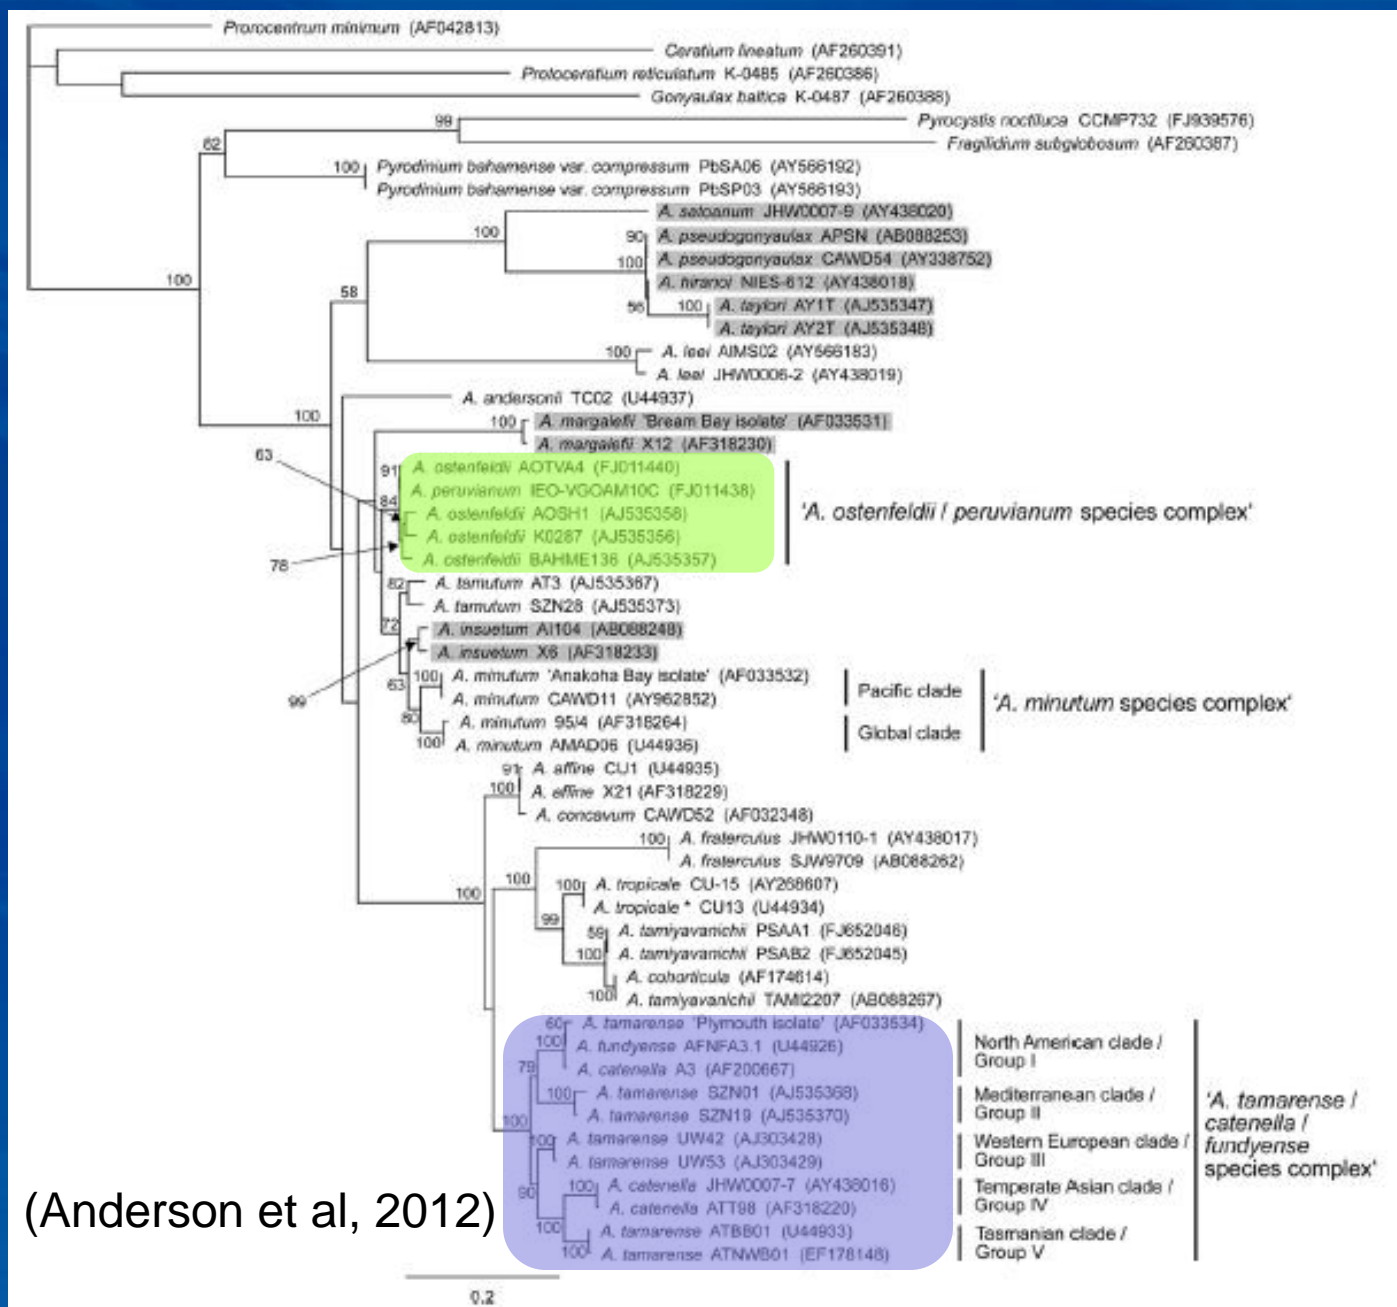 Prorocentrum minimum (AF042813)
Ceratium lineatum (AF260391)
Protoceratium reticulatum K-0485 (AF260386)
Gonyaulax baltica K-0487 (AF260388)
99
Pyrocystis noctiluca CCMP732 (FJ939576)
62
Fragilidium subglobosum (AF260387)
100
Pyrodinium bahamense var. compressum PbSA06 (AY566192)
Pyrodinium bahamense var. compressum PbSP03 (AY566193)
A. satoanum JHW0007-9 (AY438020)
100
90
A. pseudogonyaulax APSN (AB088253)
100
A. pseudogonyaulax CAWD54 (AY338752)
100
A. hiranoi NIES-612 (AY438018)
58
56
100
A. taylori AY1T (AJ535347)
A. taylori AY2T (AJ535348)
100
A. leei AIMS02 (AY566183)
A. leei JHW0006-2 (AY438019)
A. andersonii TC02 (U44937)
100
100
A. margalefii 'Bream Bay isolate' (AF033531)
A. margalefii X12 (AF318230)
63
91
A. ostenfeldii AOTVA4 (FJ011440)
A. peruvianum IEO-VGOAM10C (FJ011438)
84
A. ostenfeldii AOSH1 (AJ535358)
'A. ostenfeldii / peruvianum species complex'
A. ostenfeldii K0287 (AJ535356)
78
A. ostenfeldii BAHME136 (AJ535357)
82
A. tamutum AT3 (AJ535367)
A. tamutum SZN28 (AJ535373)
72
A. insuetum AI104 (AB088248)
A. insuetum X6 (AF318233)
99
63
100
A. minutum 'Anakoha Bay isolate' (AF033532)
Pacific clade
A. minutum CAWD11 (AY962852)
'A. minutum species complex'
80
A. minutum 95/4 (AF318264)
Global clade
100
A. minutum AMAD06 (U44936)
91
A. affine CU1 (U44935)
100
A. affine X21 (AF318229)
A. concavum CAWD52 (AF032348)
100
A. fraterculus JHW0110-1 (AY438017)
A. fraterculus SJW9709 (AB088262)
100
100
100
A. tropicale CU-15 (AY268607)
A. tropicale * CU13 (U44934)
99
59
A. tamiyavanichii PSAA1 (FJ652046)
100
A. tamiyavanichii PSAB2 (FJ652045)
A. cohorticula (AF174614)
100
A. tamiyavanichii TAMI2207 (AB088267)
60
A. tamarense 'Plymouth isolate' (AF033534)
100
A. fundyense AFNFA3.1 (U44926)
North American clade /
Group I
79
A. catenella A3 (AF200667)
100
A. tamarense SZN01 (AJ535368)
Mediterranean clade /
Group II
A. tamarense SZN19 (AJ535370)
100
100
A. tamarense UW42 (AJ303428)
Western European clade /
Group III
A. tamarense UW53 (AJ303429)
'A. tamarense /
catenella /
fundyense
species complex'
90
100
A. catenella JHW0007-7 (AY438016)
Temperate Asian clade /
Group IV
A. catenella ATT98 (AF318220)
100
A. tamarense ATBB01 (U44933)
Tasmanian clade /
Group V
100
A. tamarense ATNWB01 (EF178148)
(Anderson et al, 2012)
0.2